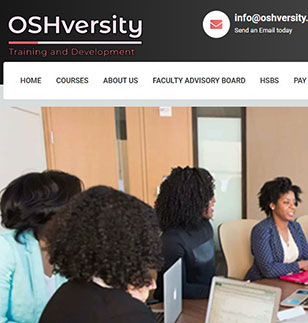 OSHversity
Training and Development
info@oshversity.
Send an Email today
HOME COURSES ABOUT US FACULTY ADVISORY BOARD HSBS PAY